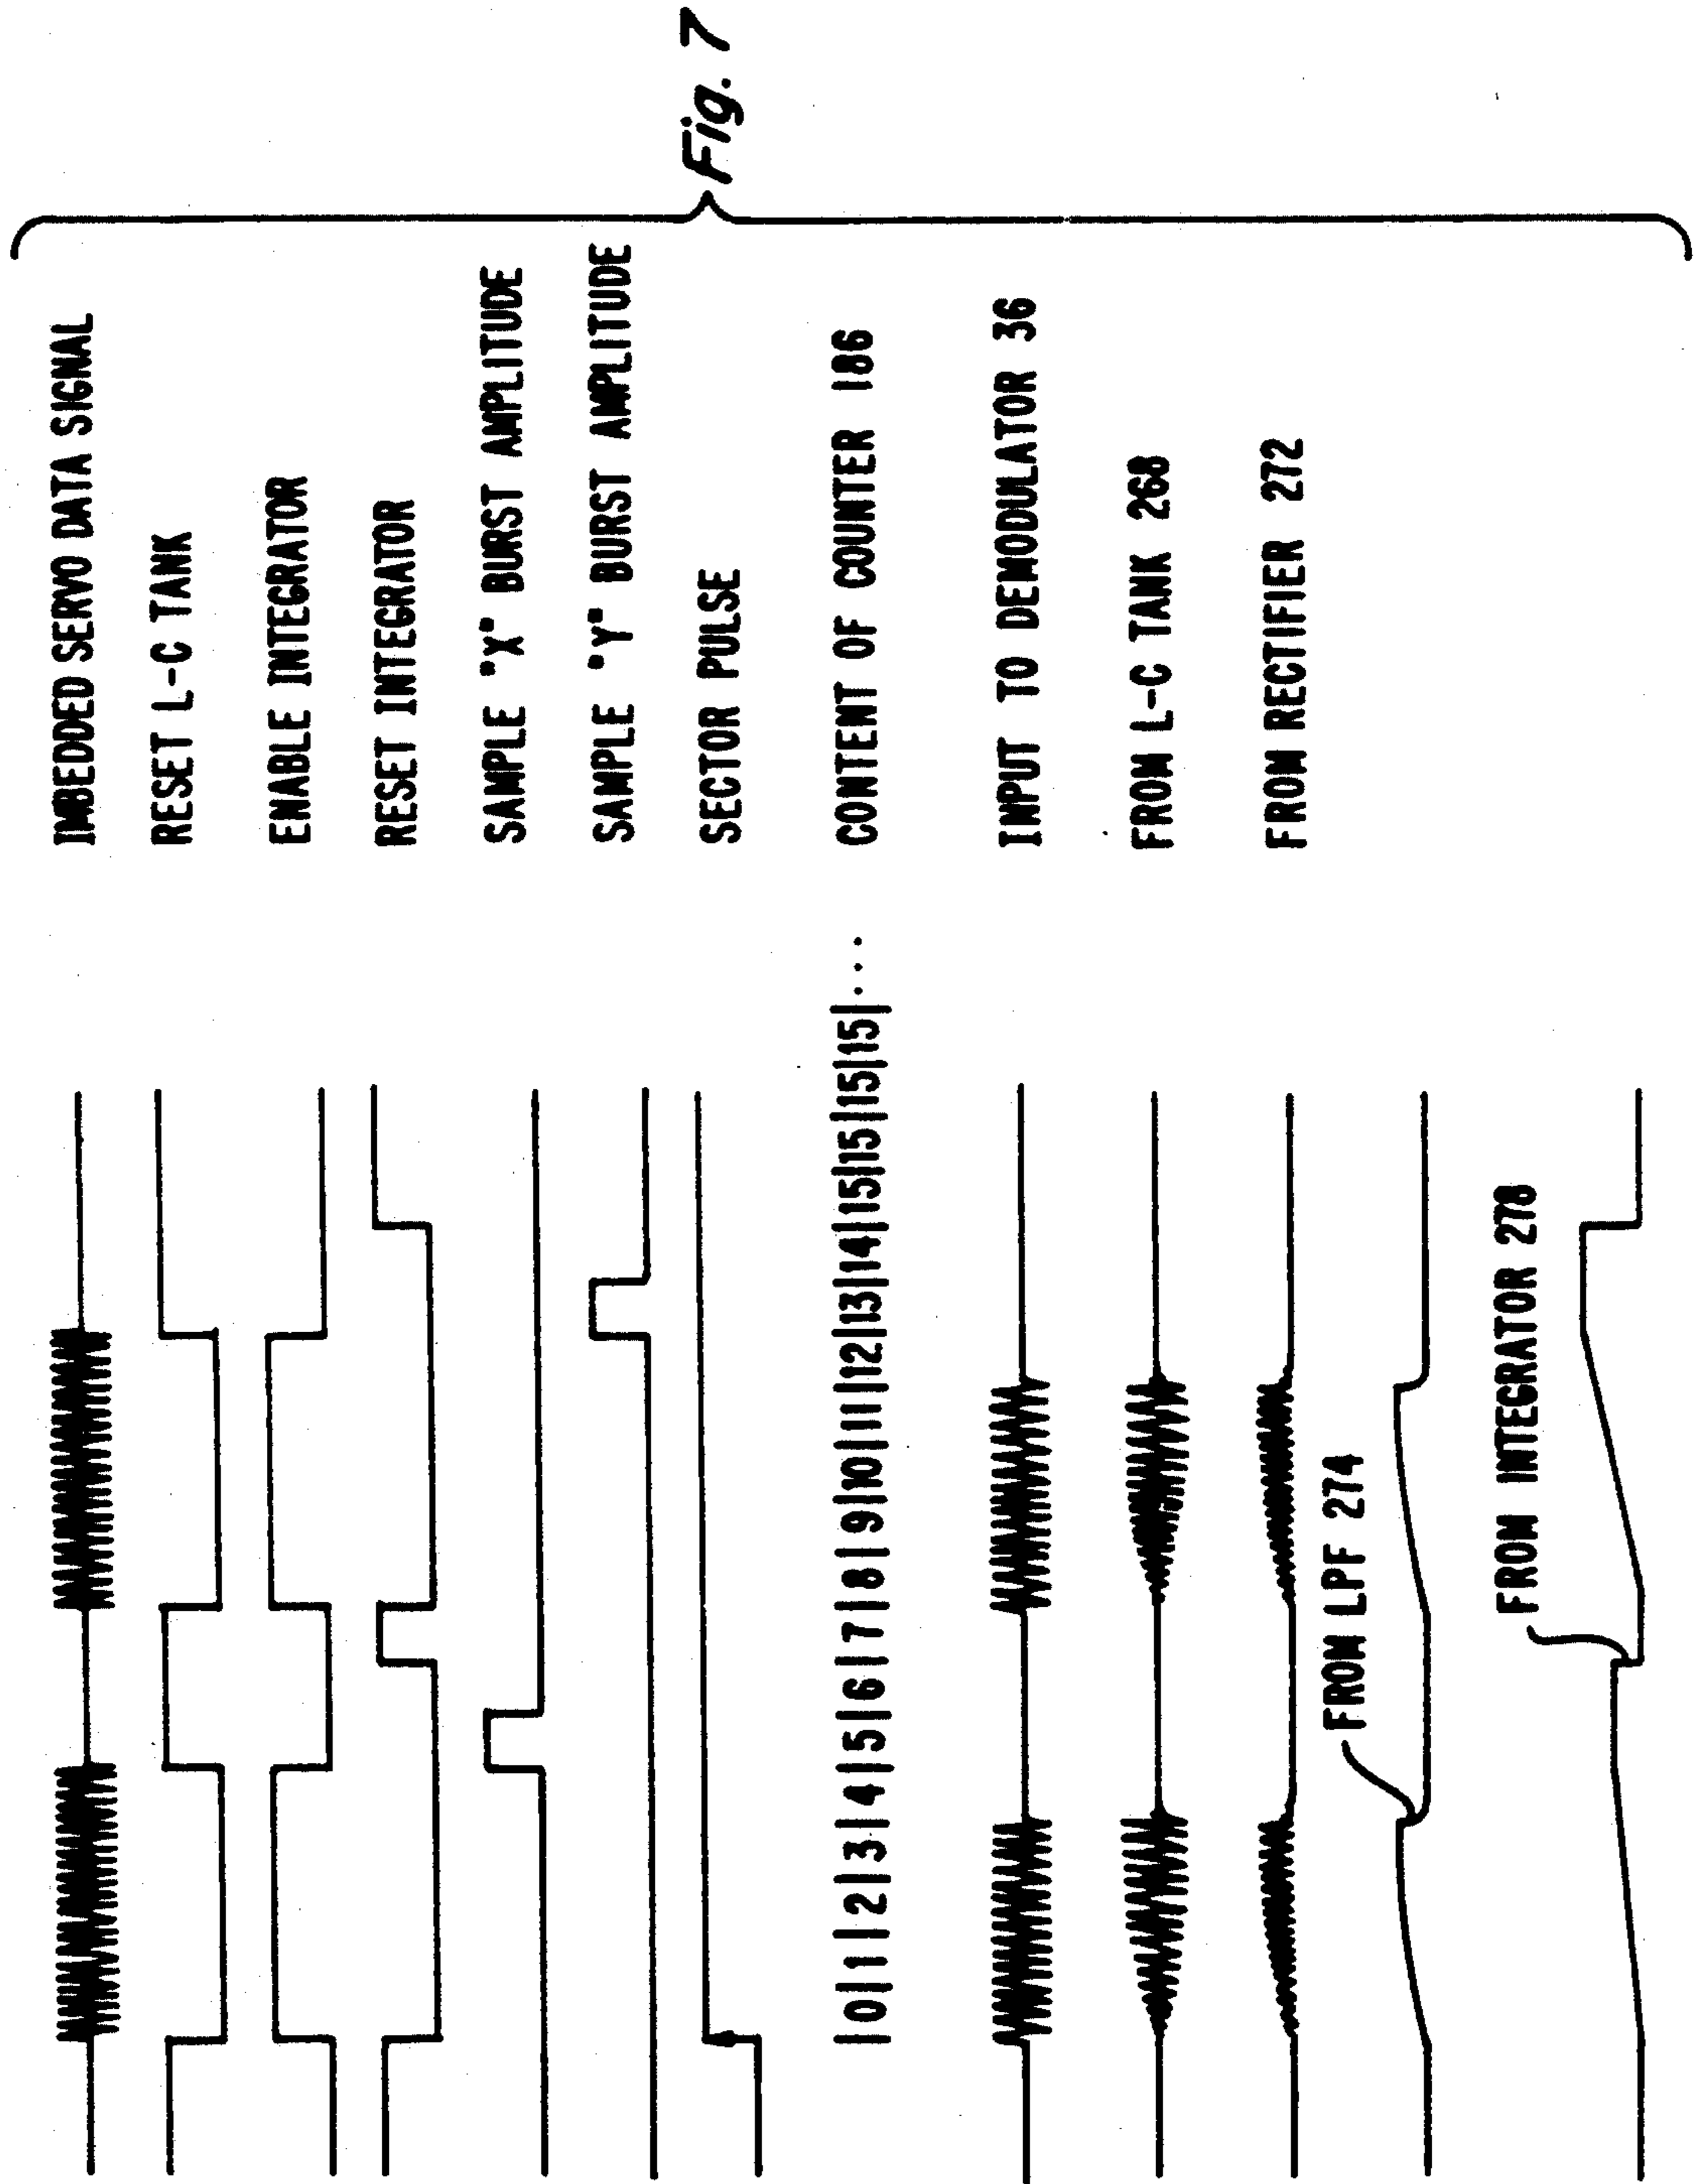 IMBEDDED SERVO DATA SIGNAL
RESET L-C TANK
ENABLE INTEGRATOR
RESET INTEGRATOR
SAMPLE "X" BURST AMPLITUDE
SAMPLE "Y" BURST AMPLITUDE
SECTOR PULSE
|0|1|2|3|4|5|6|7|8|9|10|11|12|13|14|15|15|15|15|...
CONTENT OF COUNTER 186
INPUT TO DEMODULATOR 36
FROM L-C TANK 268
FROM RECTIFIER 272
FROM LPF 274
FROM INTEGRATOR 278
Fig. 7